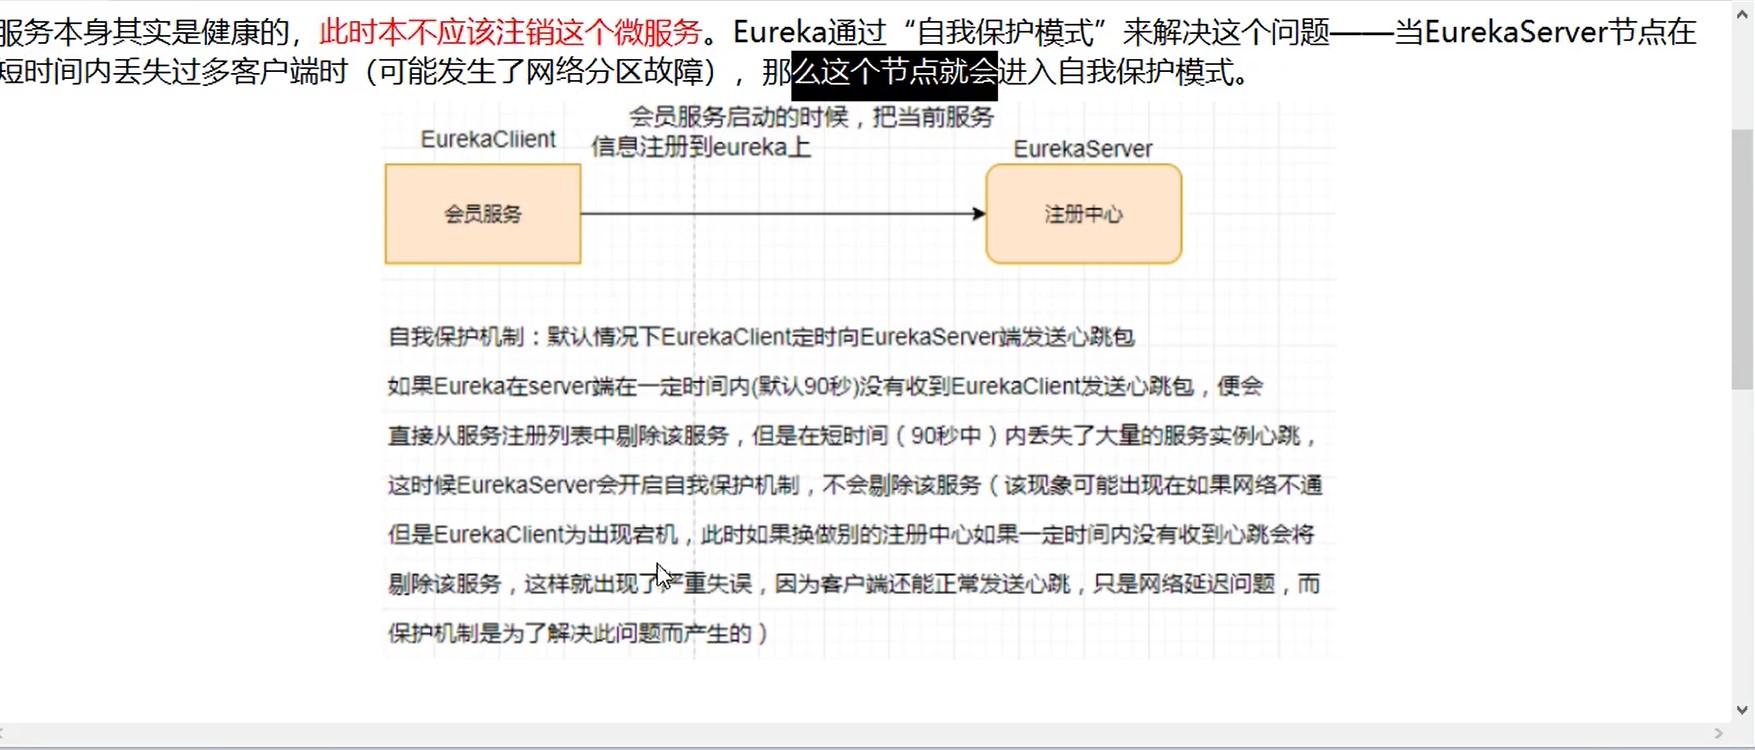 服务本身其实是健康的，此时本不应该注销这个微服务。Eureka通过“自我保护模式”来解决这个问题——当EurekaServer节点在
短时间内丢失过多客户端时（可能发生了网络分区故障），那么这个节点就会进入自我保护模式。
会员服务启动的时候，把当前服务
信息注册到eureka上
EurekaCliient
EurekaServer
会员服务
注册中心
自我保护机制：默认情况下EurekaClient定时向EurekaServer端发送心跳包
如果Eureka在server端在一定时间内(默认90秒)没有收到EurekaClient发送心跳包，便会
直接从服务注册列表中剔除该服务，但是在短时间（90秒中）内丢失了大量的服务实例心跳，
这时候EurekaServer会开启自我保护机制，不会剔除该服务（该现象可能出现在如果网络不通
但是EurekaClient为出现宕机，此时如果换做别的注册中心如果一定时间内没有收到心跳会将
剔除该服务，这样就出现了严重失误，因为客户端还能正常发送心跳，只是网络延迟问题，而
保护机制是为了解决此问题而产生的）